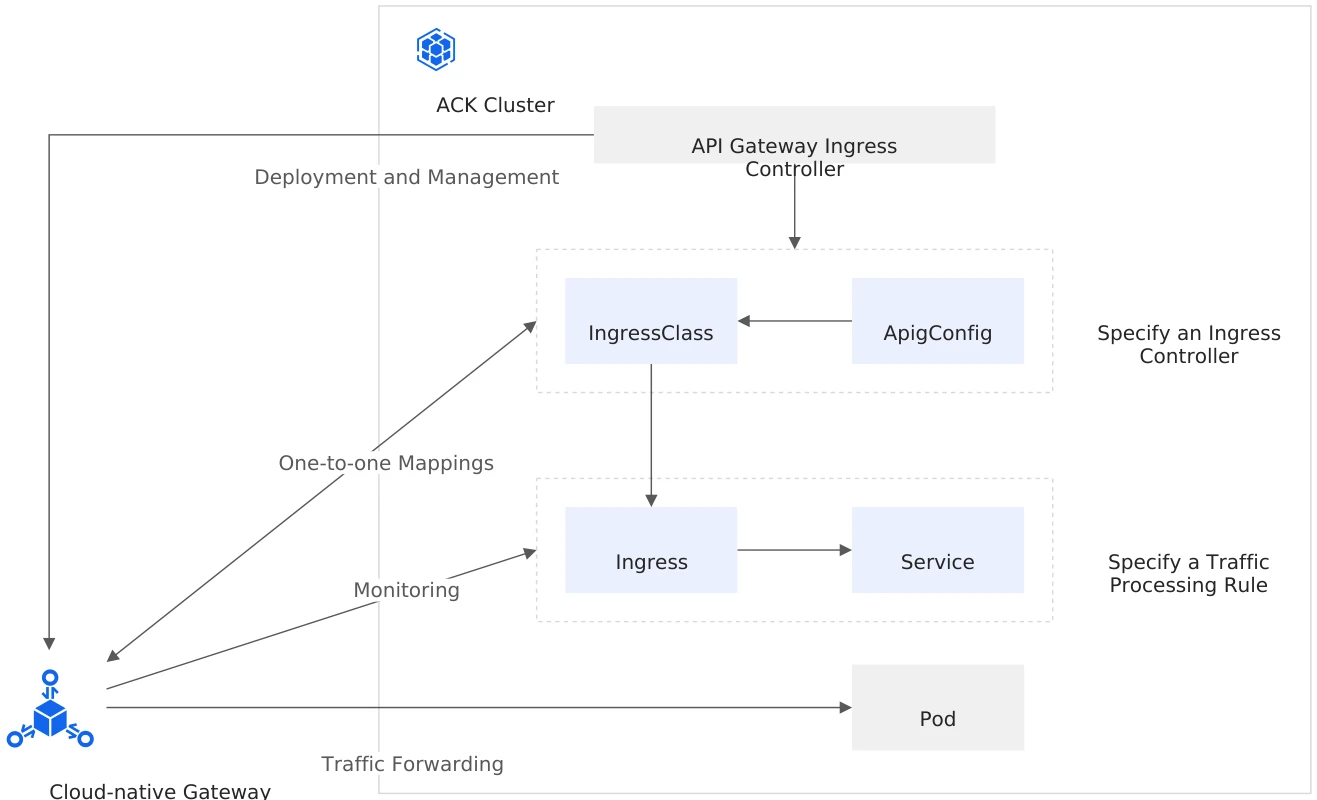 ACK Cluster
API Gateway Ingress
Controller
Deployment and Management
IngressClass
ApigConfig
Specify an Ingress
Controller
One-to-one Mappings
Ingress
Service
Specify a Traffic
Processing Rule
Monitoring
Pod
Traffic Forwarding
Cloud-native Gateway